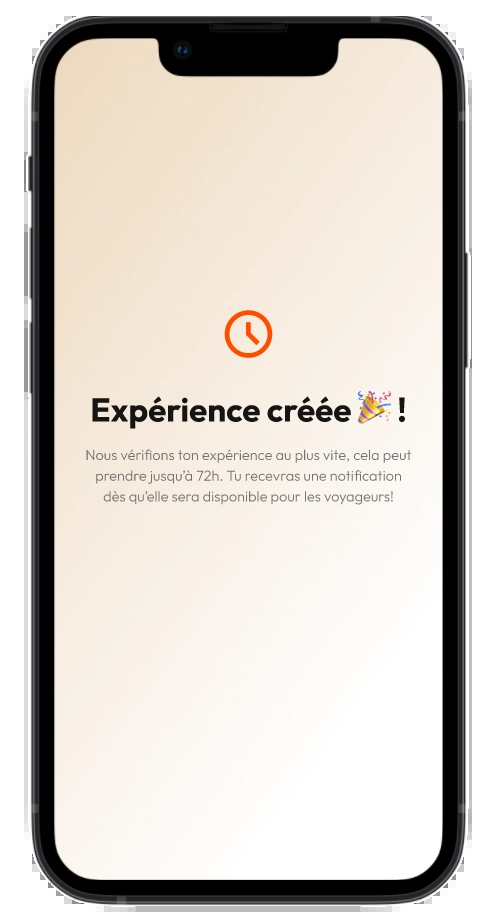 Expérience créée 🎉 !
Nous vérifions ton expérience au plus vite, cela peut
prendre jusqu'à 72h. Tu recevras une notification
dès qu'elle sera disponible pour les voyageurs!